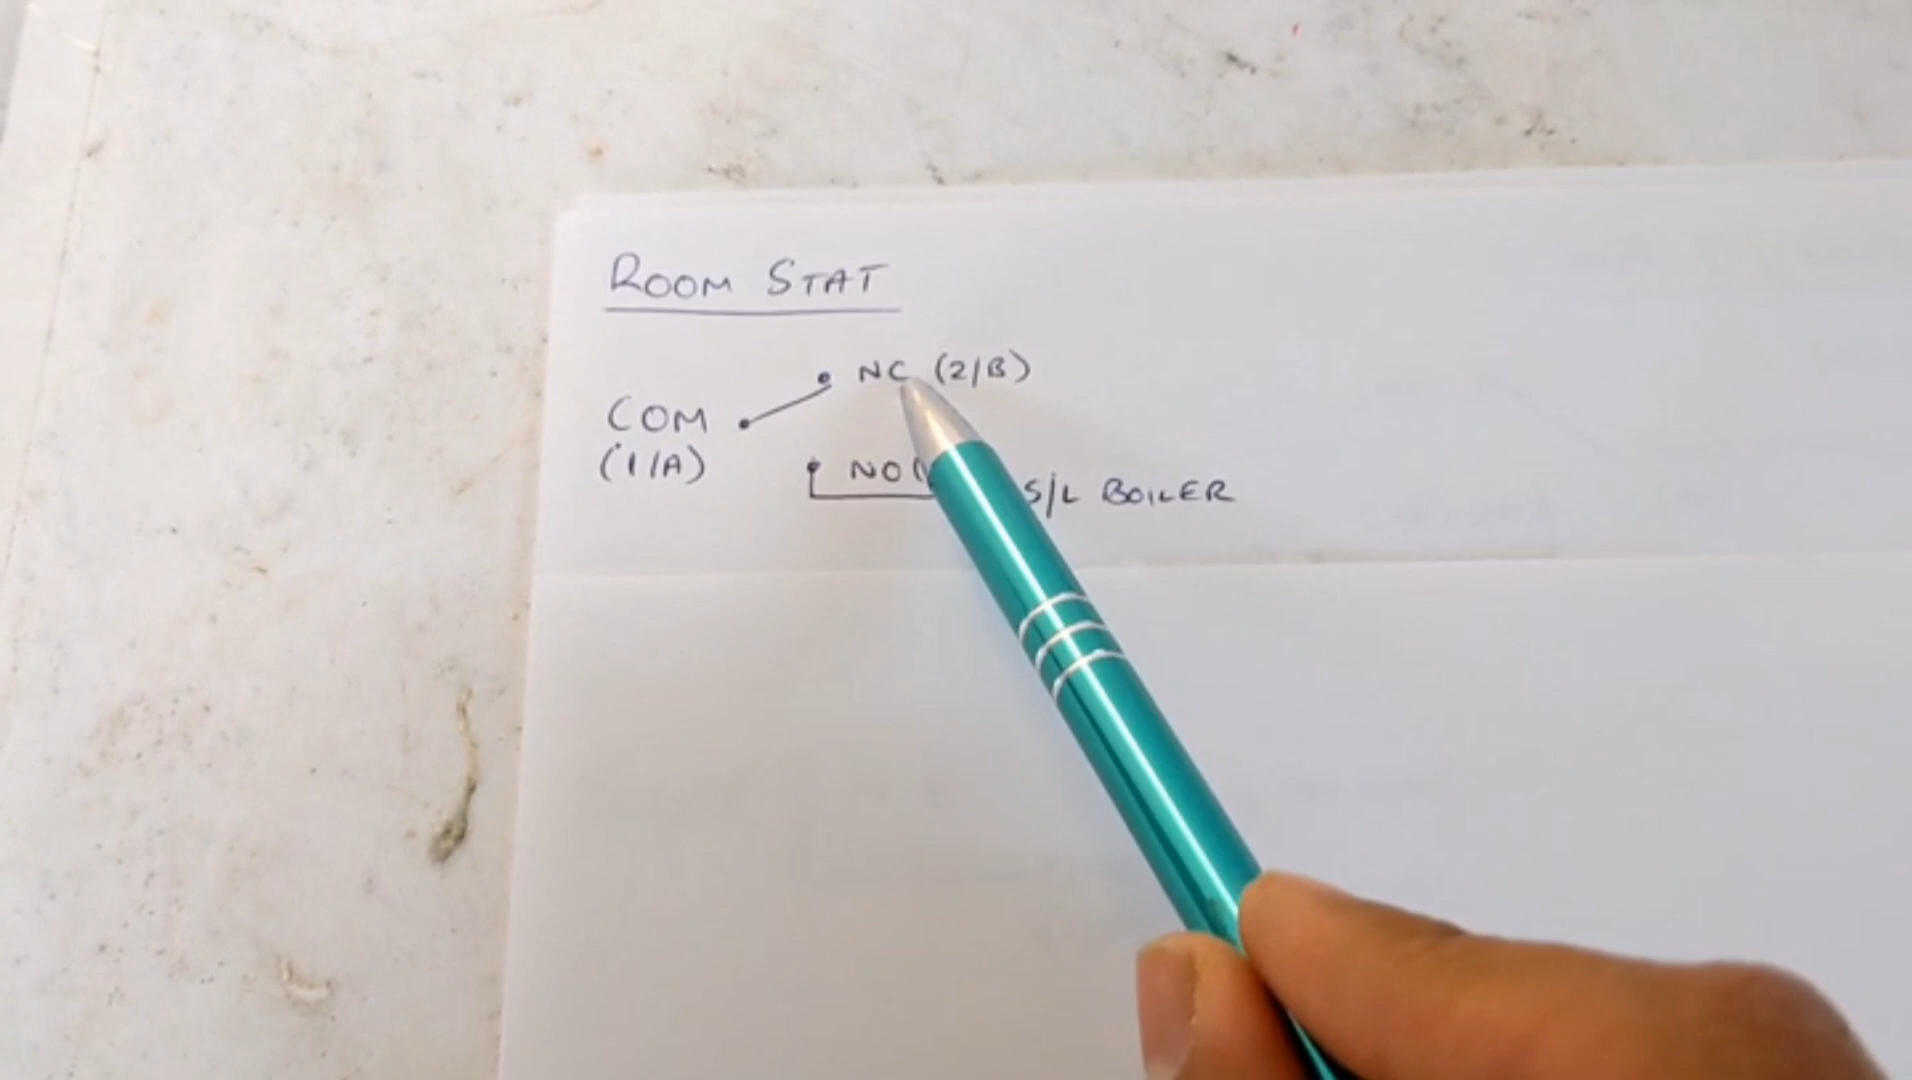 ROOM STAT
NC (2/B)
COM
(1/A)
NO (
S/L BOILER